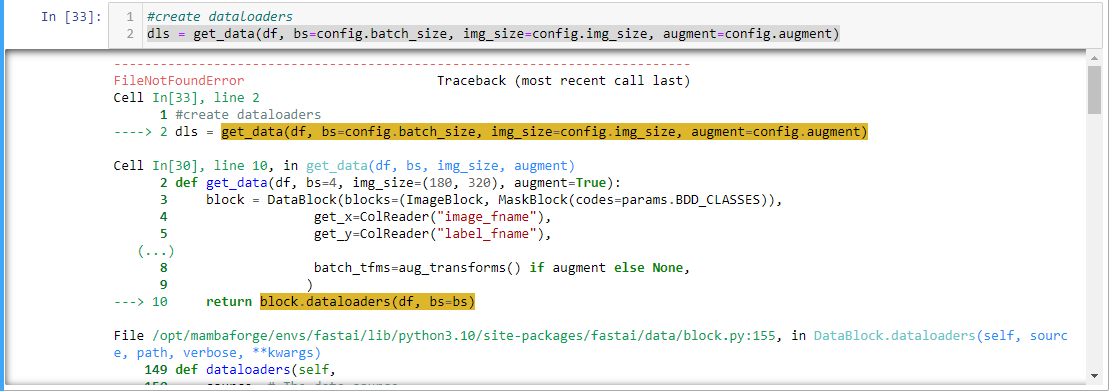 In [33]:
1 #create dataloaders
2 dls = get_data(df, bs=config.batch_size, img_size=config.img_size, augment=config.augment)
---------------------------------------------------------------------------
FileNotFoundError                         Traceback (most recent call last)
Cell In[33], line 2
      1 #create dataloaders
----> 2 dls = get_data(df, bs=config.batch_size, img_size=config.img_size, augment=config.augment)
Cell In[30], line 10, in get_data(df, bs, img_size, augment)
      2 def get_data(df, bs=4, img_size=(180, 320), augment=True):
      3     block = DataBlock(blocks=(ImageBlock, MaskBlock(codes=params.BDD_CLASSES)),
      4                   get_x=ColReader("image_fname"),
      5                   get_y=ColReader("label_fname"),
   (...)
      8                   batch_tfms=aug_transforms() if augment else None,
      9                  )
---> 10     return block.dataloaders(df, bs=bs)
File /opt/mambaforge/envs/fastai/lib/python3.10/site-packages/fastai/data/block.py:155, in DataBlock.dataloaders(self, sourc
e, path, verbose, **kwargs)
    149 def dataloaders(self,
    150     source, # The data source